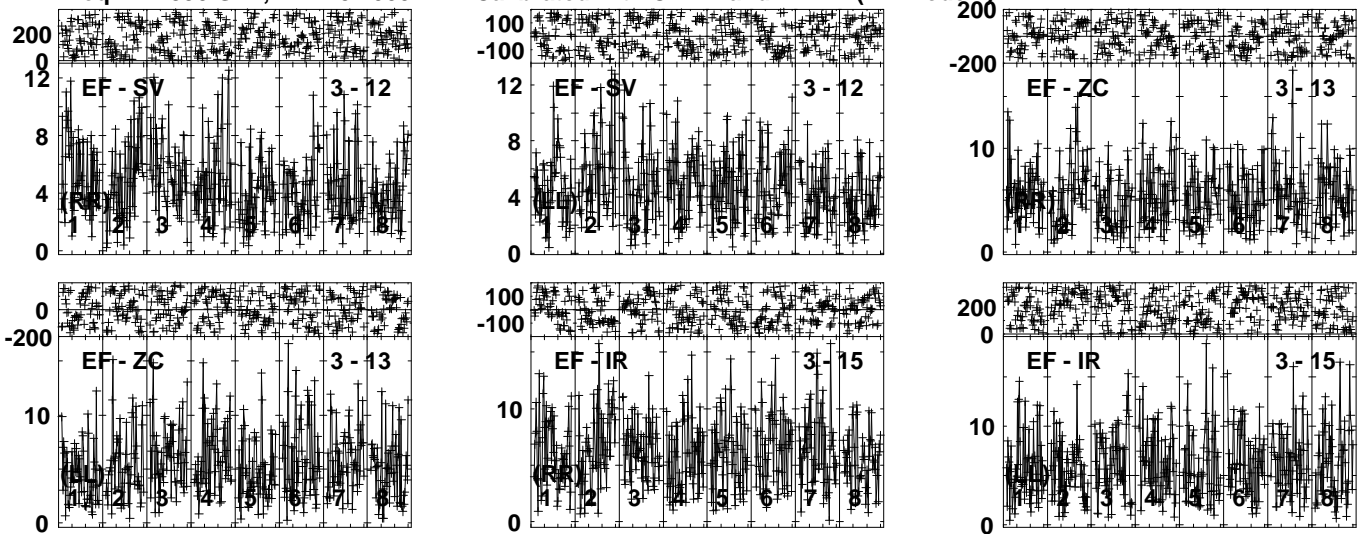 200 0 12 8 4 0 EF - SV 3 - 12 (RR) 1 2 3 4 5 6 7 8
100 -100 12 8 4 0 EF - SV 3 - 12 (LL) 1 2 3 4 5 6 7 8
200 -200 10 0 EF - ZC 3 - 13 (RR) 1 2 3 4 5 6 7 8
0 -200 10 0 EF - ZC 3 - 13 (LL) 1 2 3 4 5 6 7 8
100 -100 10 0 EF - IR 3 - 15 (RR) 1 2 3 4 5 6 7 8
200 0 10 0 EF - IR 3 - 15 (LL) 1 2 3 4 5 6 7 8